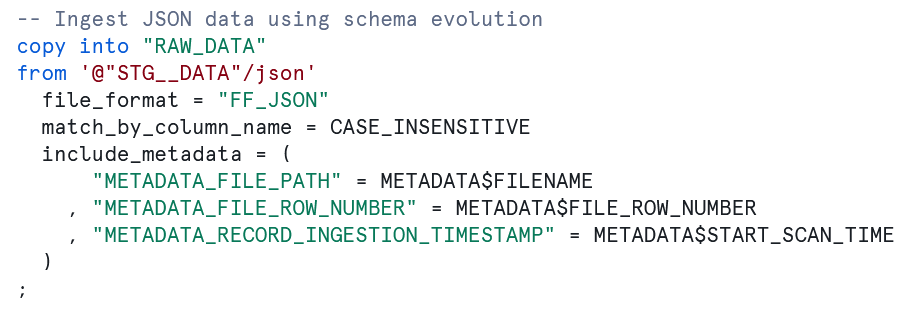 -- Ingest JSON data using schema evolution
copy into "RAW_DATA"
from '@"STG__DATA"/json'
  file_format = "FF_JSON"
  match_by_column_name = CASE_INSENSITIVE
  include_metadata = (
      "METADATA_FILE_PATH" = METADATA$FILENAME
    , "METADATA_FILE_ROW_NUMBER" = METADATA$FILE_ROW_NUMBER
    , "METADATA_RECORD_INGESTION_TIMESTAMP" = METADATA$START_SCAN_TIME
  )
;